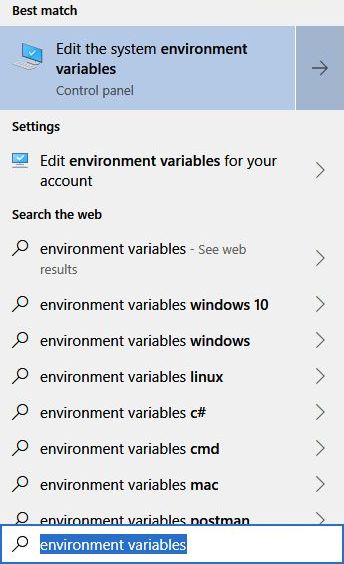 Best match
Edit the system environment
variables
Control panel
Settings
Edit environment variables for your
account
Search the web
environment variables - See web
results
environment variables windows 10
environment variables windows
environment variables linux
environment variables c#
environment variables cmd
environment variables mac
environment variables postman
environment variables